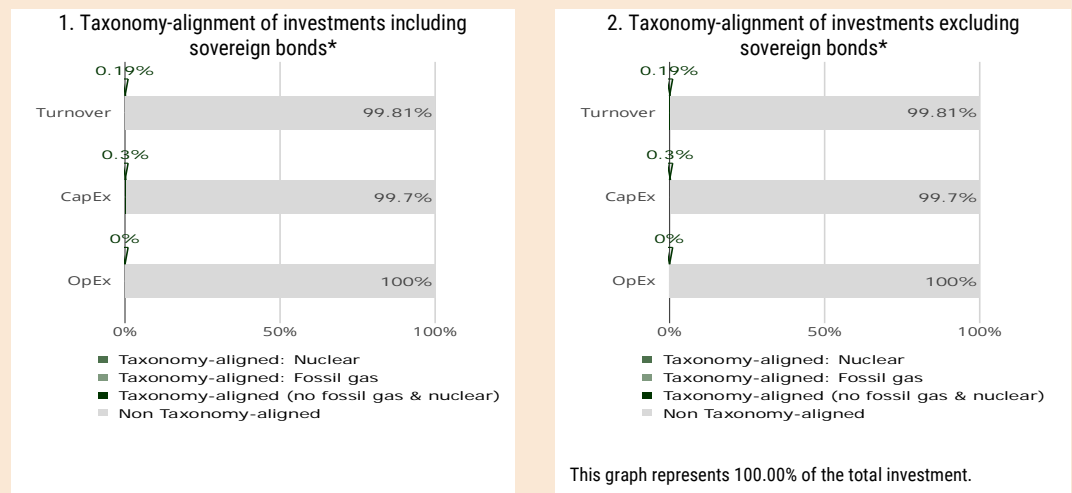 1. Taxonomy-alignment of investments including
sovereign bonds*
0.19%
Turnover
99.81%
0.3%
CapEx
99.7%
0%
OpEx
100%
0%
50%
100%
Taxonomy-aligned: Nuclear
Taxonomy-aligned: Fossil gas
Taxonomy-aligned (no fossil gas & nuclear)
Non Taxonomy-aligned
2. Taxonomy-alignment of investments excluding
sovereign bonds*
0.19%
Turnover
99.81%
0.3%
CapEx
99.7%
0%
OpEx
100%
0%
50%
100%
Taxonomy-aligned: Nuclear
Taxonomy-aligned: Fossil gas
Taxonomy-aligned (no fossil gas & nuclear)
Non Taxonomy-aligned
This graph represents 100.00% of the total investment.